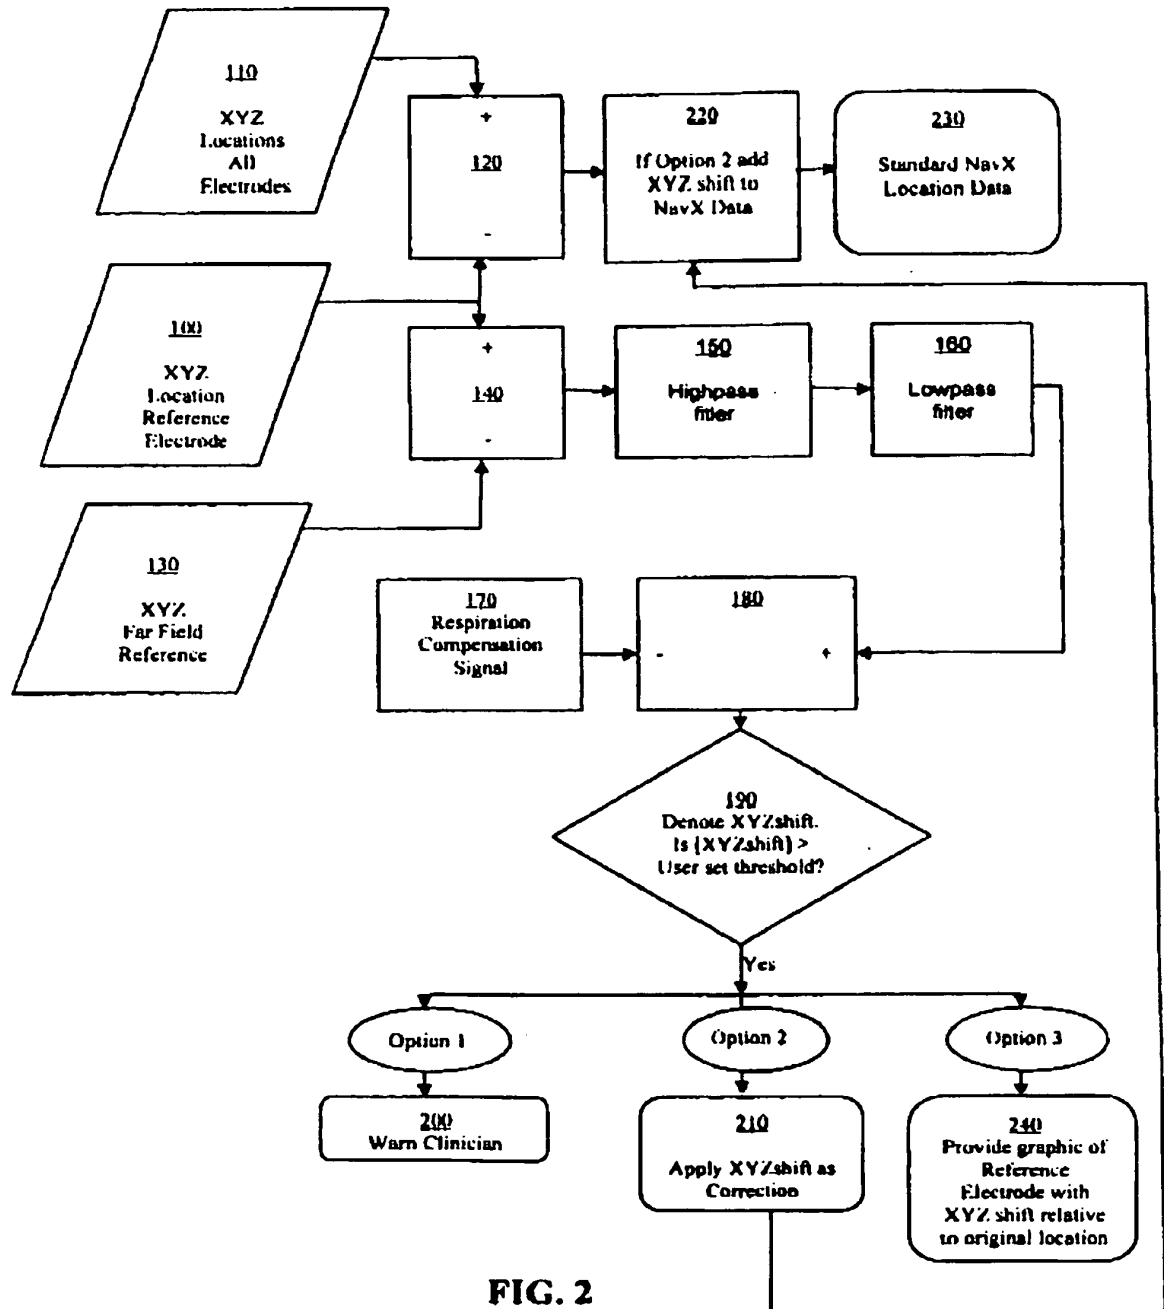 110
XYZ
Locations
All
Electrodes
+
120
-
220
If Option 2 add
XYZ shift to
NavX Data
230
Standard NavX
Location Data
100
XYZ
Location
Reference
Electrode
+
140
-
150
Highpass
filter
160
Lowpass
filter
130
XYZ
Far Field
Reference
170
Respiration
Compensation
Signal
180
-
+
190
Denote XYZshift.
Is {XYZshift} >
User set threshold?
Yes
Option 1
Option 2
Option 3
200
Warn Clinician
210
Apply XYZshift as
Correction
240
Provide graphic of
Reference
Electrode with
XYZ shift relative
to original location
FIG. 2